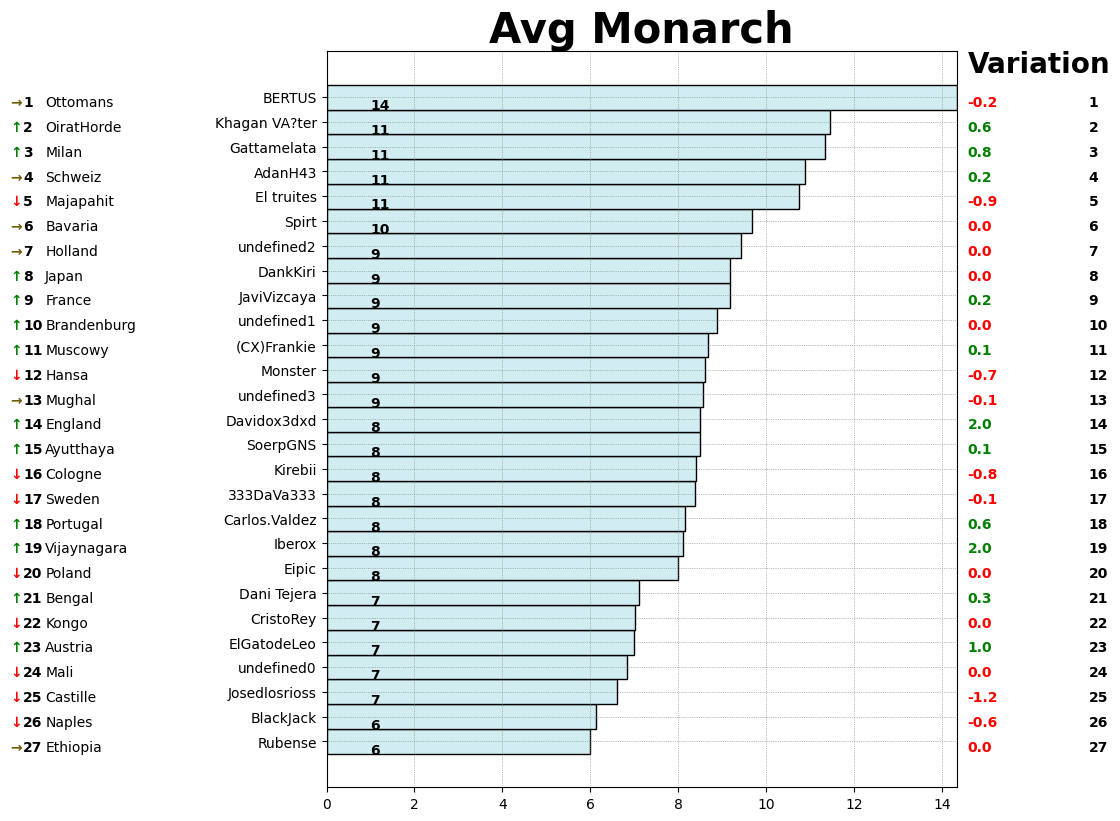 Avg Monarch
Variation
→1 Ottomans BERTUS 14 -0.2 1
↑2 OiratHorde Khagan VA?ter 11 0.6 2
↑3 Milan Gattamelata 11 0.8 3
→4 Schweiz AdanH43 11 0.2 4
↓5 Majapahit El truites 11 -0.9 5
→6 Bavaria Spirt 10 0.0 6
→7 Holland undefined2 9 0.0 7
↑8 Japan DankKiri 9 0.0 8
↑9 France JaviVizcaya 9 0.2 9
↑10 Brandenburg undefined1 9 0.0 10
↑11 Muscowy (CX)Frankie 9 0.1 11
↓12 Hansa Monster 9 -0.7 12
→13 Mughal undefined3 9 -0.1 13
↑14 England Davidox3dxd 8 2.0 14
↑15 Ayutthaya SoerpGNS 8 0.1 15
↓16 Cologne Kirebii 8 -0.8 16
↓17 Sweden 333DaVa333 8 -0.1 17
↑18 Portugal Carlos.Valdez 8 0.6 18
↑19 Vijaynagara Iberox 8 2.0 19
↓20 Poland Eipic 8 0.0 20
↑21 Bengal Dani Tejera 7 0.3 21
↓22 Kongo CristoRey 7 0.0 22
↑23 Austria ElGatodeLeo 7 1.0 23
↓24 Mali undefined0 7 0.0 24
↓25 Castille Josedlosrioss 7 -1.2 25
↓26 Naples BlackJack 6 -0.6 26
→27 Ethiopia Rubense 6 0.0 27
0 2 4 6 8 10 12 14